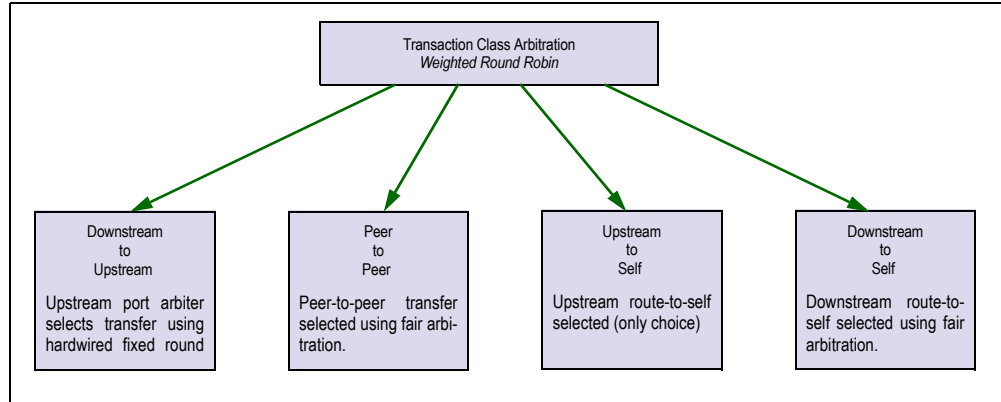 Transaction Class Arbitration
Weighted Round Robin
Downstream
to
Upstream
Upstream port arbiter
selects transfer using
hardwired fixed round
Peer
to
Peer
Peer-to-peer transfer
selected using fair arbi-
tration.
Upstream
to
Self
Upstream route-to-self
selected (only choice)
Downstream
to
Self
Downstream route-to-
self selected using fair
arbitration.